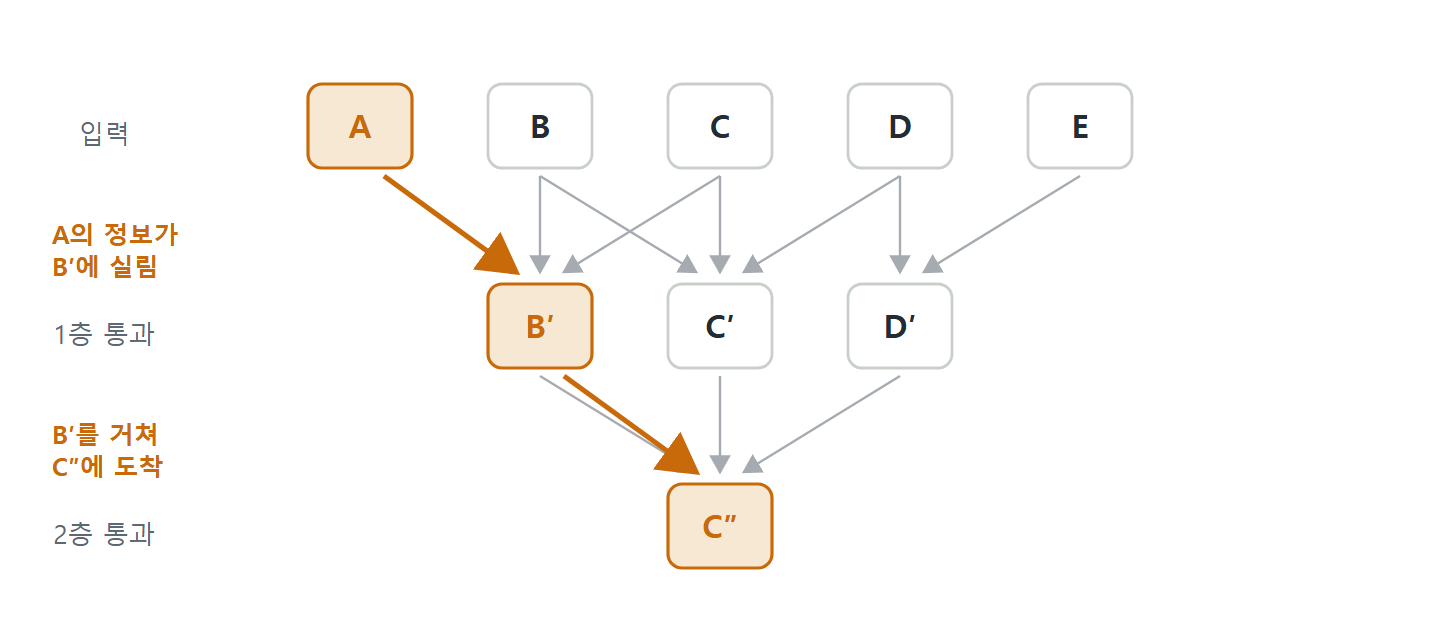 입력
A
B
C
D
E
A의 정보가
B′에 실림
1층 통과
B′
C′
D′
B′를 거쳐
C″에 도착
2층 통과
C″